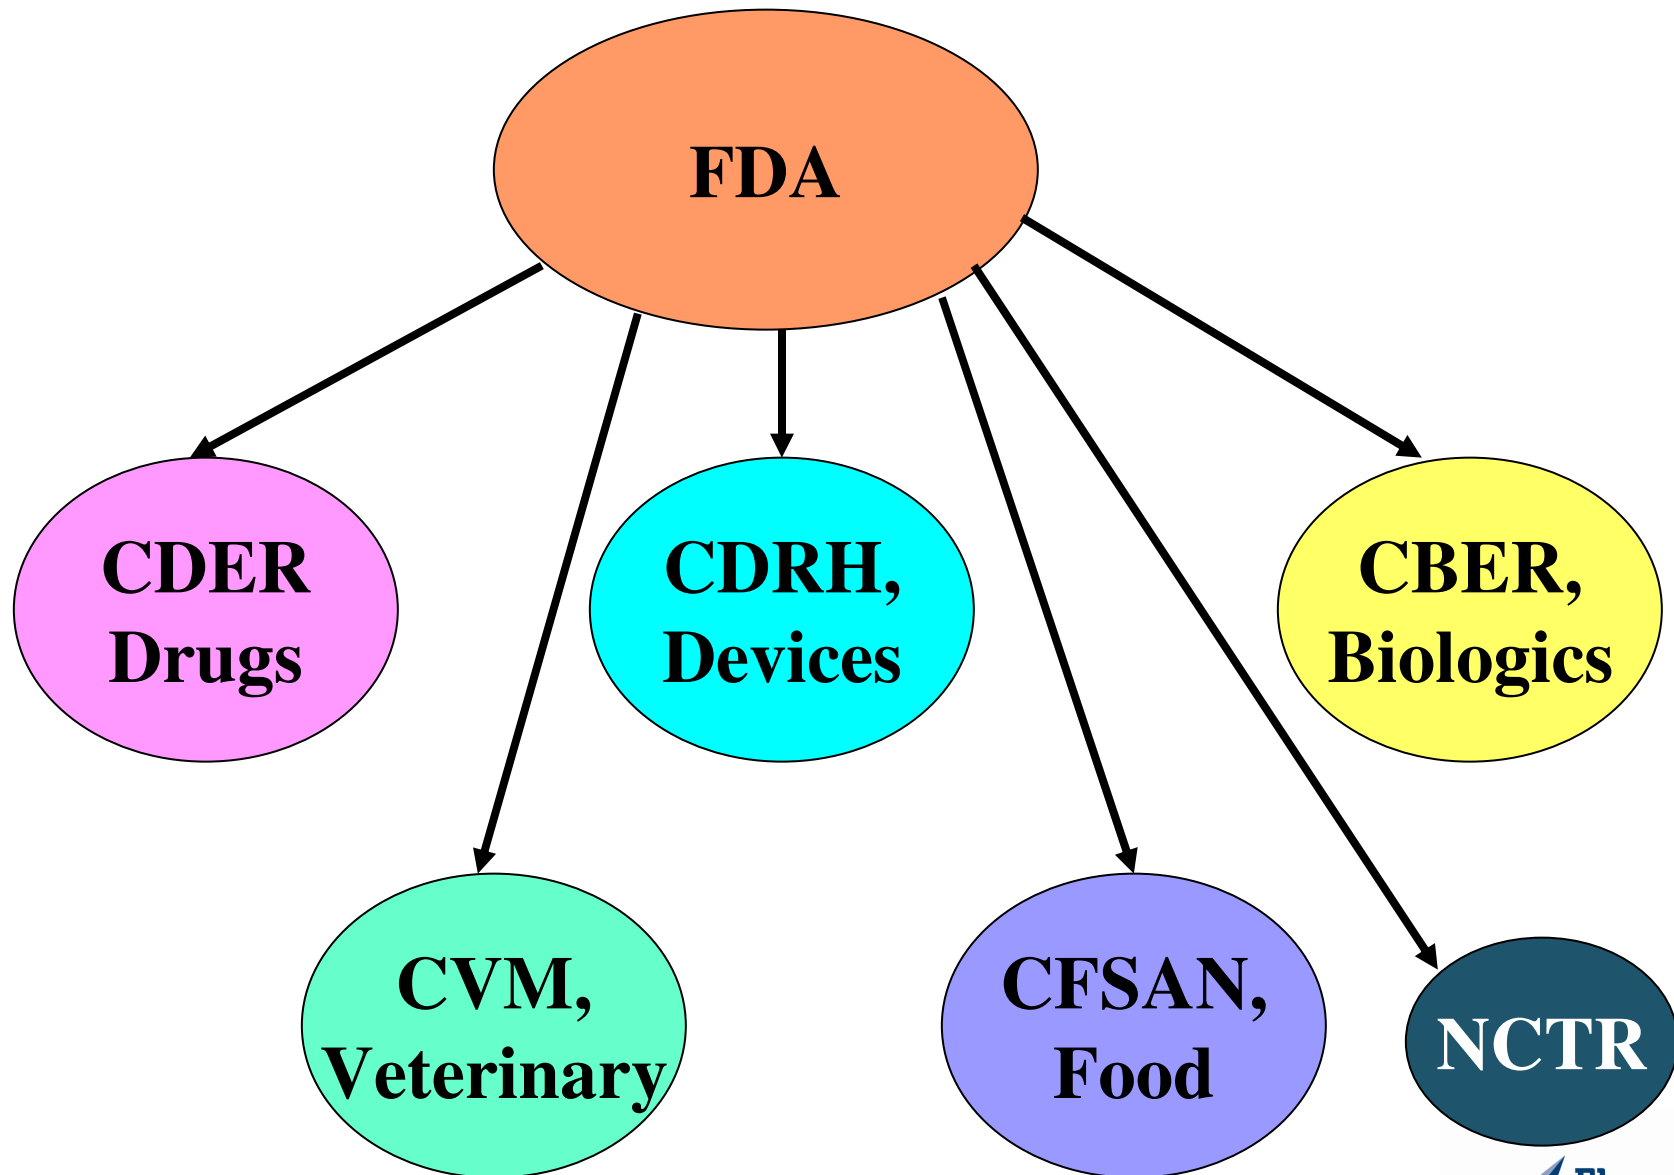 FDA
CDER
Drugs
CDRH,
Devices
CBER,
Biologics
CVM,
Veterinary
CFSAN,
Food
NCTR